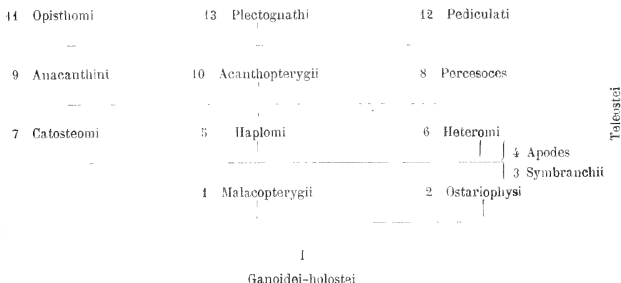 11 Opisthomi 13 Plectognathi 12 Pediculati
9 Anacanthini 10 Acanthopterygii 8 Percesoces
Teleostei
7 Catosteomi 5 Haplomi 6 Heteromi
4 Apodes
3 Symbranchii
1 Malacopterygii 2 Ostariophysi
I
Ganoidei-holostei